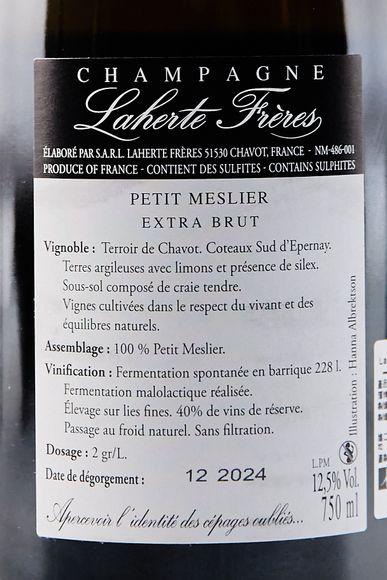 CHAMPAGNE
Laherte Frères
ÉLABORÉ PAR S.A.R.L. LAHERTE FRÈRES 51530 CHAVOT, FRANCE - NM-486-001
PRODUCE OF FRANCE - CONTIENT DES SULFITES - CONTAINS SULPHITES
PETIT MESLIER
EXTRA BRUT
Vignoble : Terroir de Chavot. Coteaux Sud d'Epernay.
Terres argileuses avec limons et présence de silex.
Sous-sol composé de craie tendre.
Vignes cultivées dans le respect du vivant et des
équilibres naturels.
Assemblage : 100 % Petit Meslier.
Vinification : Fermentation spontanée en barrique 228 l.
Fermentation malolactique réalisée.
Élevage sur lies fines. 40% de vins de réserve.
Passage au froid naturel. Sans filtration.
Dosage : 2 gr/L.
Date de dégorgement : 12 2024
L.PM
12,5% Vol.
750 ml
Apercevoir l'identité des cépages oubliés...
Illustration : Hanna Albrektson